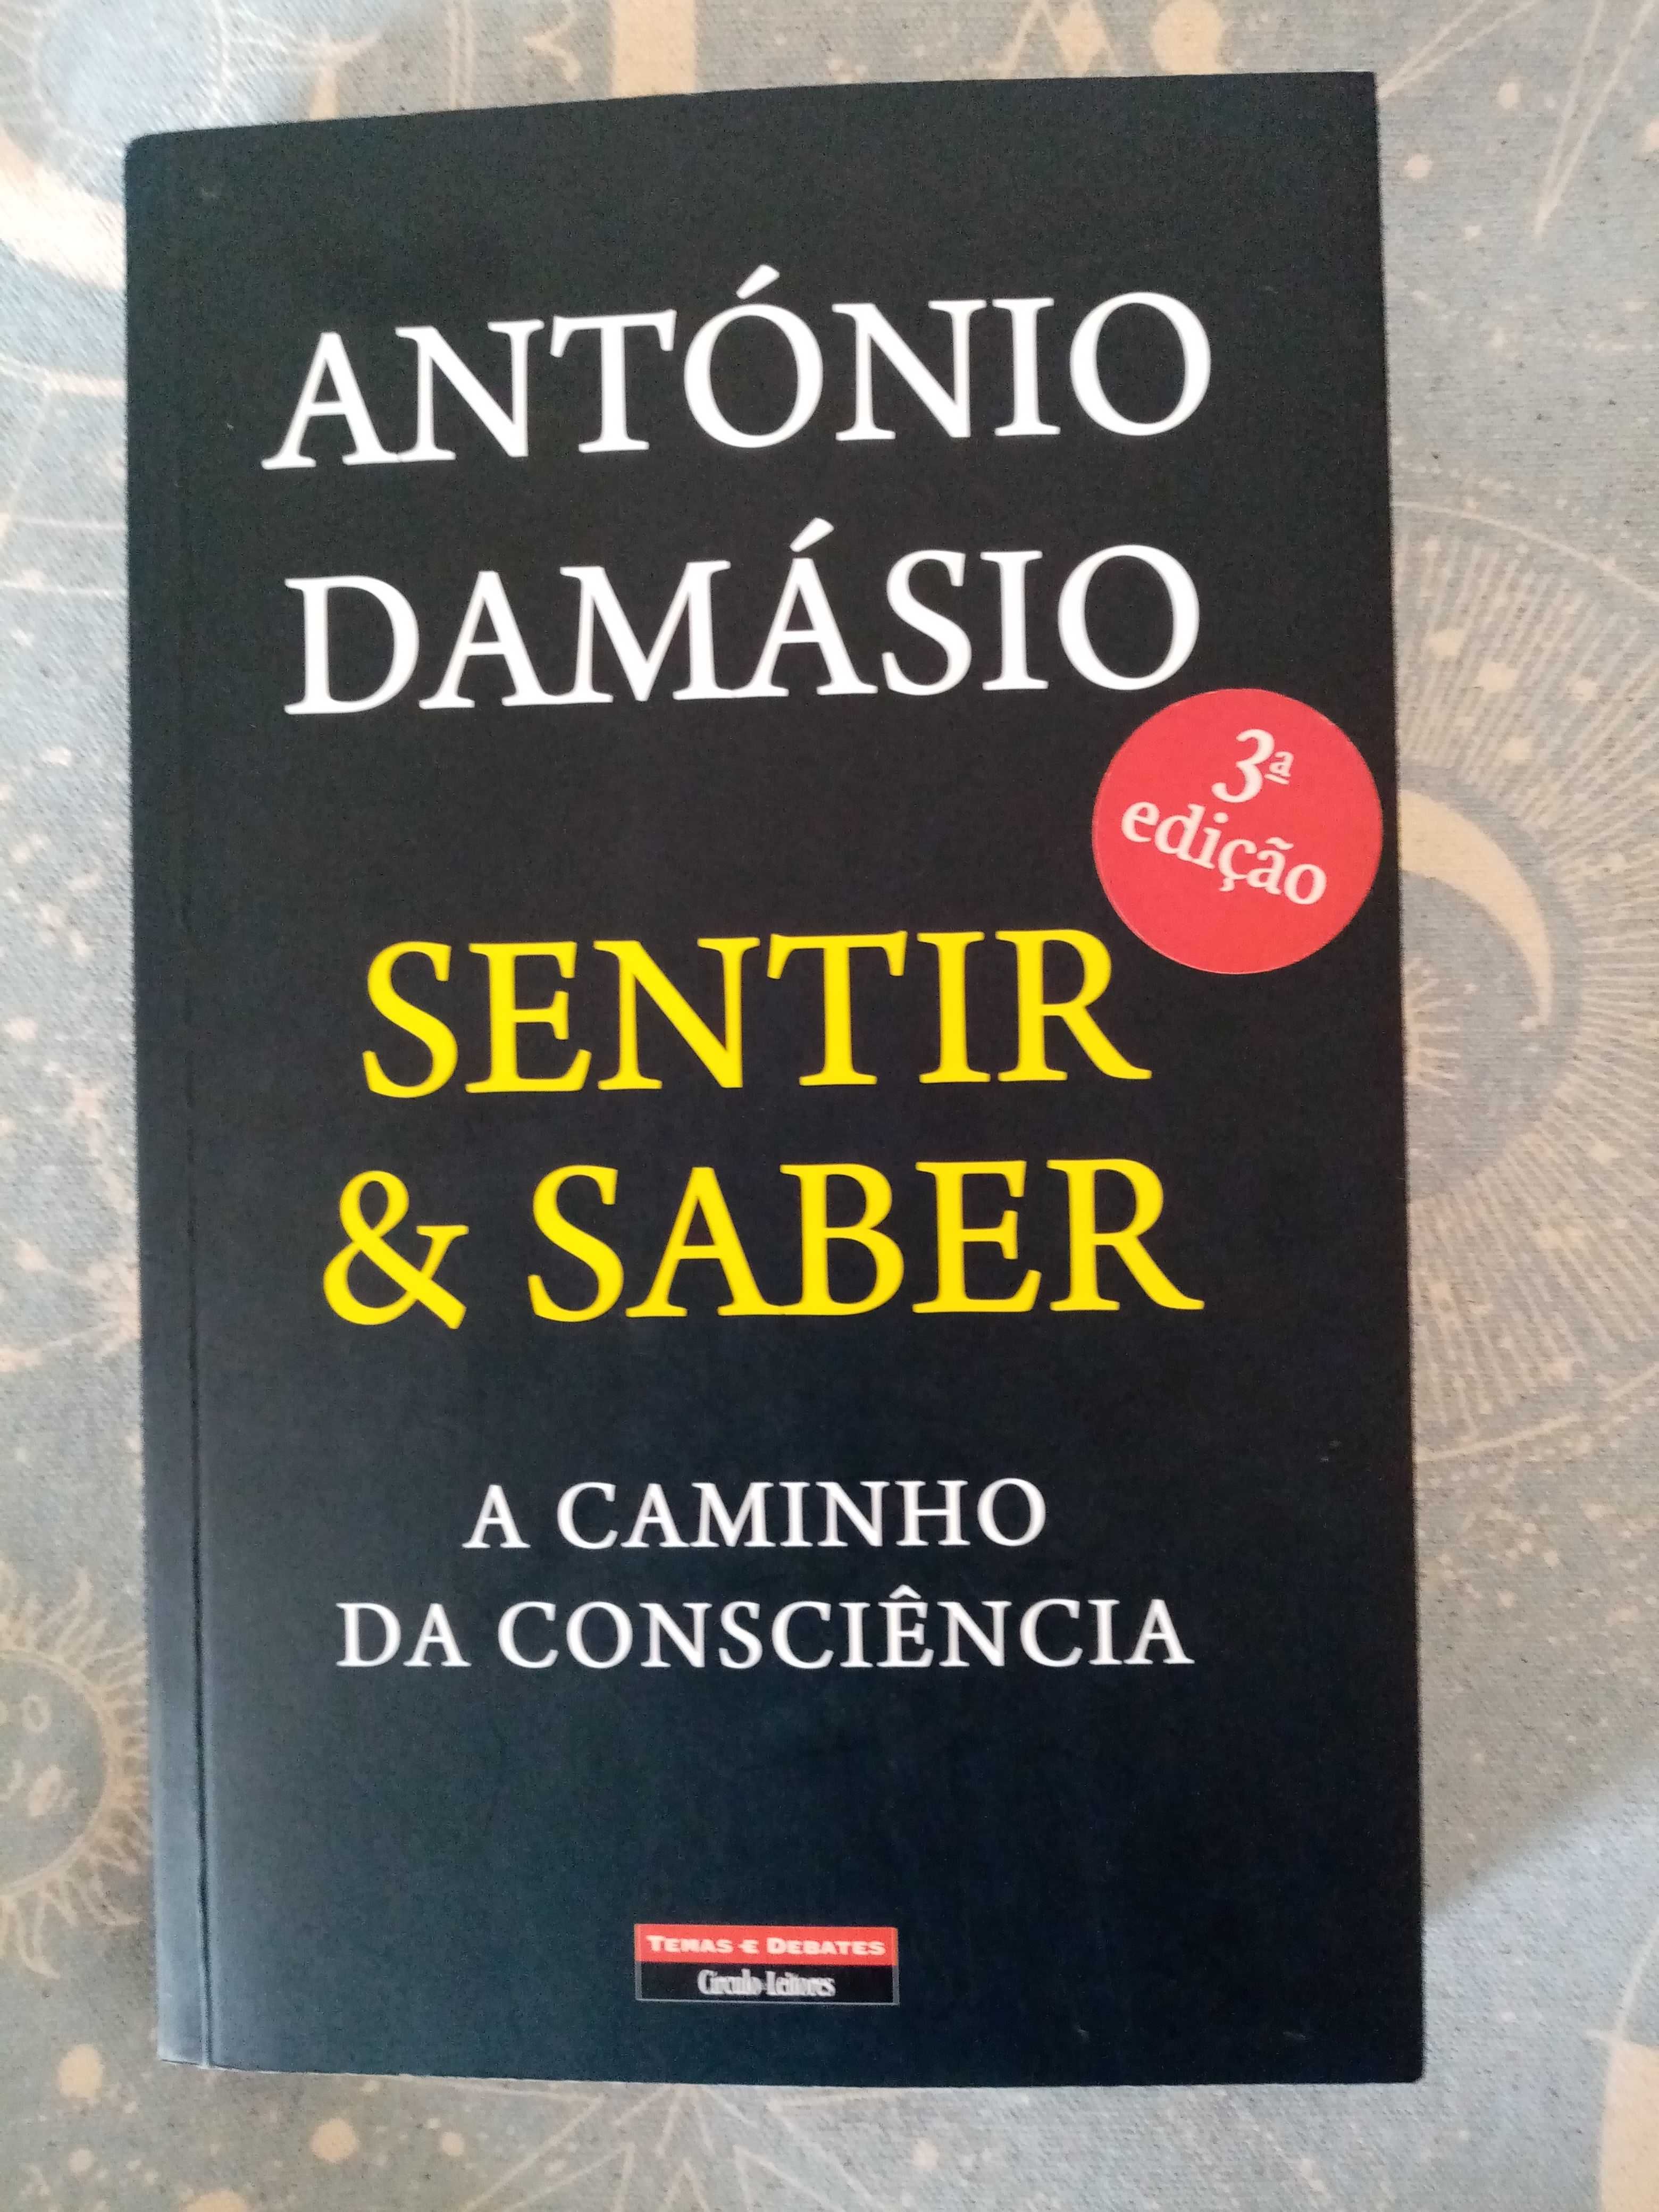 ANTÓNIO
DAMÁSIO
3ª
edição
SENTIR
& SABER
A CAMINHO
DA CONSCIÊNCIA
TEMAS E DEBATES
Círculo Leitores